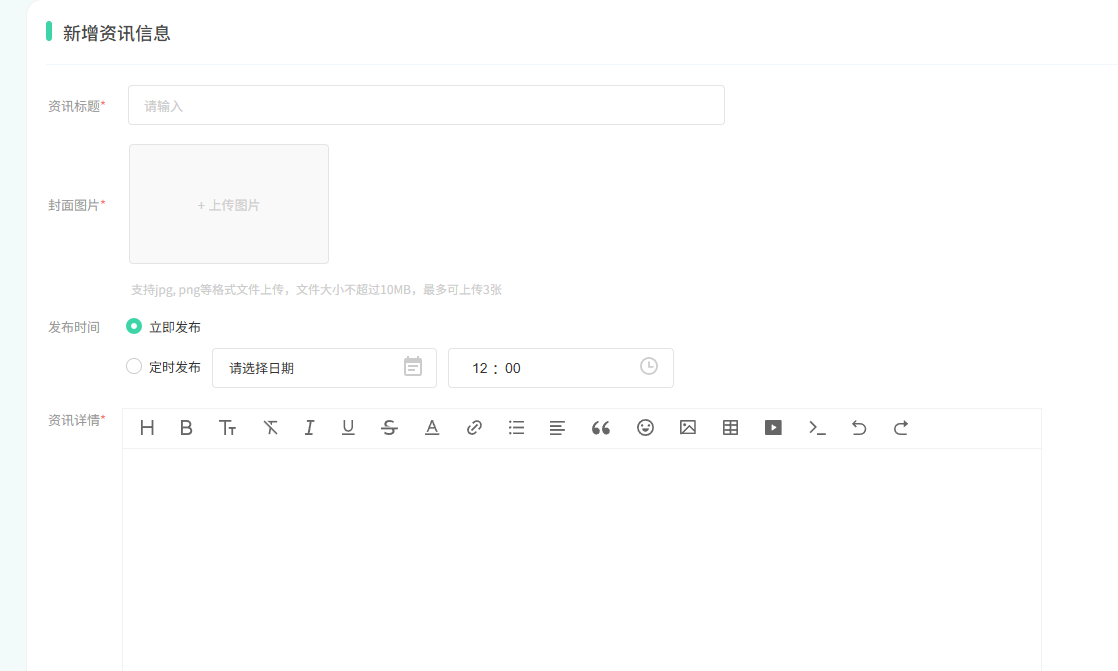 新增资讯信息
资讯标题* 请输入
封面图片* + 上传图片
支持jpg, png等格式文件上传，文件大小不超过10MB，最多可上传3张
发布时间 立即发布
定时发布 请选择日期 12 : 00
资讯详情*